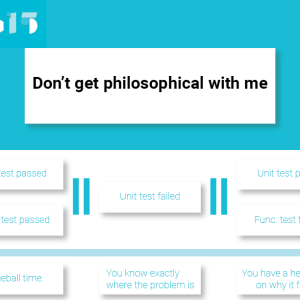 15
Don’t get philosophical with me
test passed
Unit test failed
Unit test p
test passed
Func. test f
eball time
You know exactly
where the problem is
You have a he
on why it f